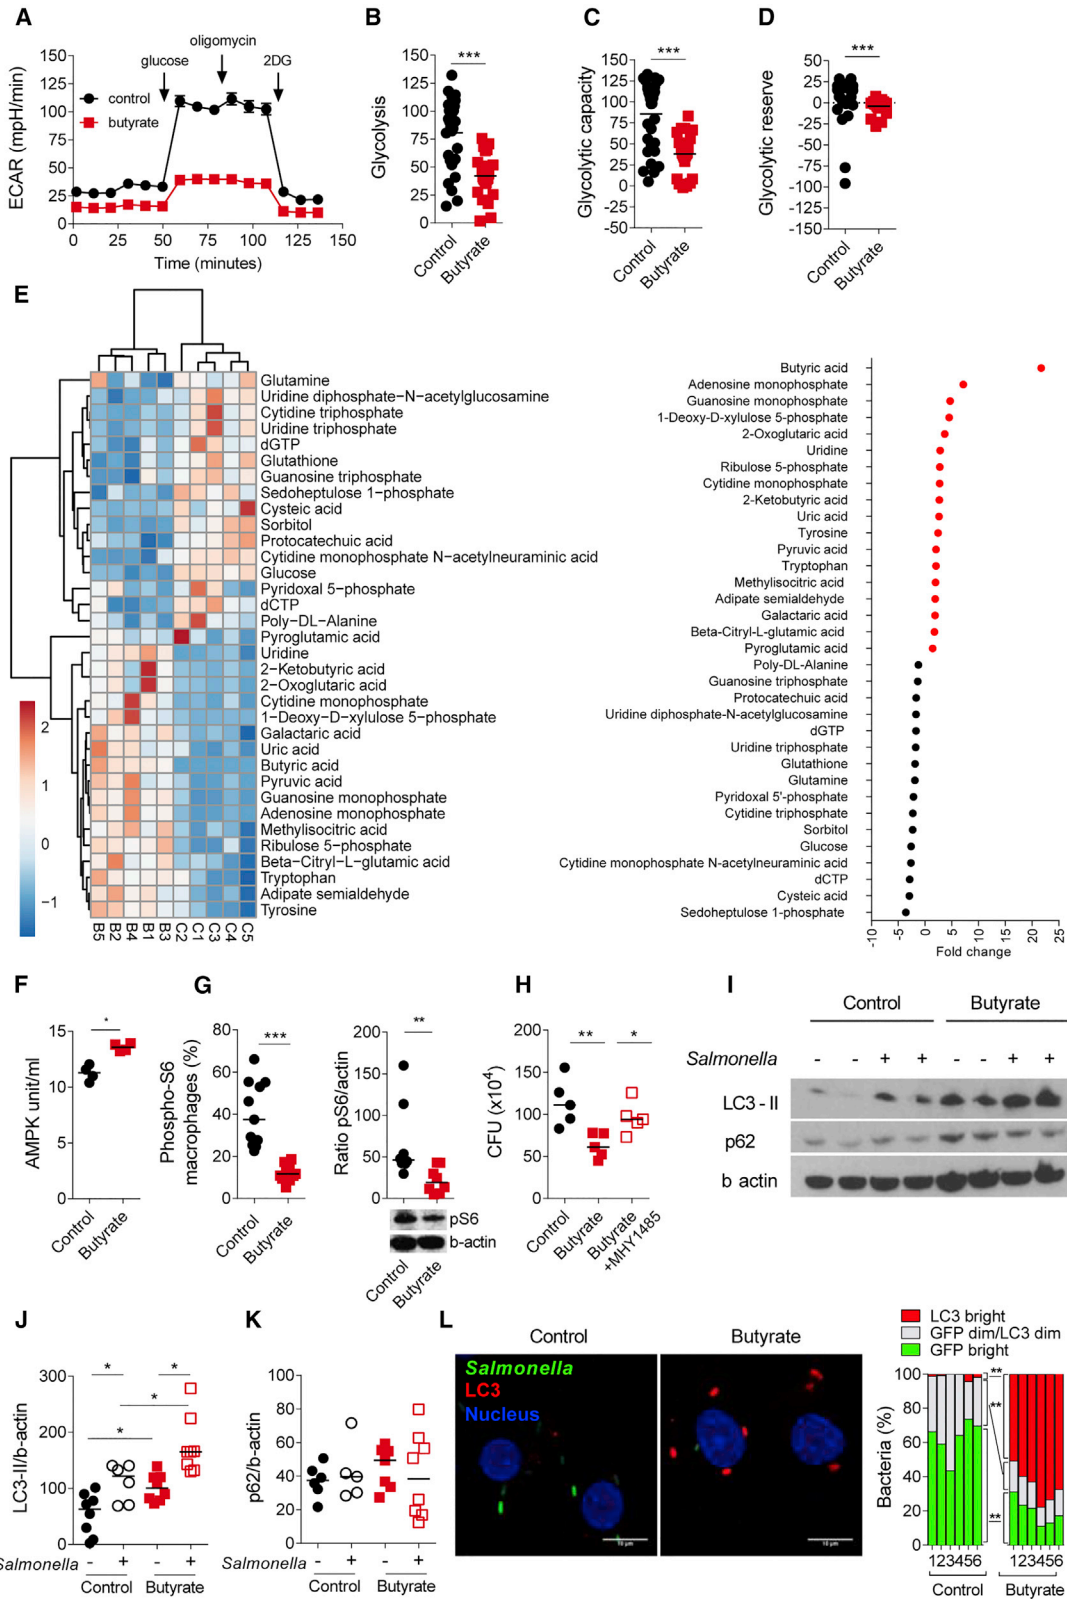 A
oligomycin
glucose
2DG
control
butyrate
ECAR (mpH/min)
150
125
100
75
50
25
0
0 25 50 75 100 125 150
Time (minutes)
B
Glycolysis
***
150
125
100
75
50
25
0
Control
Butyrate
C
Glycolytic capacity
***
150
125
100
75
50
25
0
-25
-50
Control
Butyrate
D
Glycolytic reserve
***
50
25
0
-25
-50
-75
-100
-125
-150
Control
Butyrate
E
Glutamine
Uridine diphosphate−N−acetylglucosamine
Cytidine triphosphate
Uridine triphosphate
dGTP
Glutathione
Guanosine triphosphate
Sedoheptulose 1−phosphate
Cysteic acid
Sorbitol
Protocatechuic acid
Cytidine monophosphate N−acetylneuraminic acid
Glucose
Pyridoxal 5−phosphate
dCTP
Poly−DL−Alanine
Pyroglutamic acid
Uridine
2−Ketobutyric acid
2−Oxoglutaric acid
Cytidine monophosphate
1−Deoxy−D−xylulose 5−phosphate
Galactaric acid
Uric acid
Butyric acid
Pyruvic acid
Guanosine monophosphate
Adenosine monophosphate
Methylisocitric acid
Ribulose 5−phosphate
Beta−Citryl−L−glutamic acid
Tryptophan
Adipate semialdehyde
Tyrosine
2
1
0
−1
B5 B2 B4 B1 B3 C2 C1 C3 C4 C5
Butyric acid
Adenosine monophosphate
Guanosine monophosphate
1-Deoxy-D-xylulose 5-phosphate
2-Oxoglutaric acid
Uridine
Ribulose 5-phosphate
Cytidine monophosphate
2-Ketobutyric acid
Uric acid
Tyrosine
Pyruvic acid
Tryptophan
Methylisocitric acid
Adipate semialdehyde
Galactaric acid
Beta-Citryl-L-glutamic acid
Pyroglutamic acid
Poly-DL-Alanine
Guanosine triphosphate
Protocatechuic acid
Uridine diphosphate-N-acetylglucosamine
dGTP
Uridine triphosphate
Glutathione
Glutamine
Pyridoxal 5'-phosphate
Cytidine triphosphate
Sorbitol
Glucose
Cytidine monophosphate N-acetylneuraminic acid
dCTP
Cysteic acid
Sedoheptulose 1-phosphate
-10 -5 0 5 10 15 20 25
Fold change
F
AMPK unit/ml
*
15
10
5
0
Control
Butyrate
G
Phospho-S6
macrophages (%)
***
80
60
40
20
0
Control
Butyrate
Ratio pS6/actin
**
200
150
100
50
0
pS6
b-actin
Control
Butyrate
H
CFU (x10⁴)
** *
200
150
100
50
0
Control
Butyrate
Butyrate
+MHY1485
I
Control Butyrate
Salmonella - - + + - - + +
LC3-II
p62
b actin
J
LC3-II/b-actin
* *
*
*
300
200
100
0
Salmonella - + - +
Control Butyrate
K
p62/b-actin
100
80
60
40
20
0
Salmonella - + - +
Control Butyrate
L
Control Butyrate
Salmonella
LC3
Nucleus
10 µm
10 µm
LC3 bright
GFP dim/LC3 dim
GFP bright
Bacteria (%)
100
80
60
40
20
0
**
**
**
123456 123456
Control Butyrate